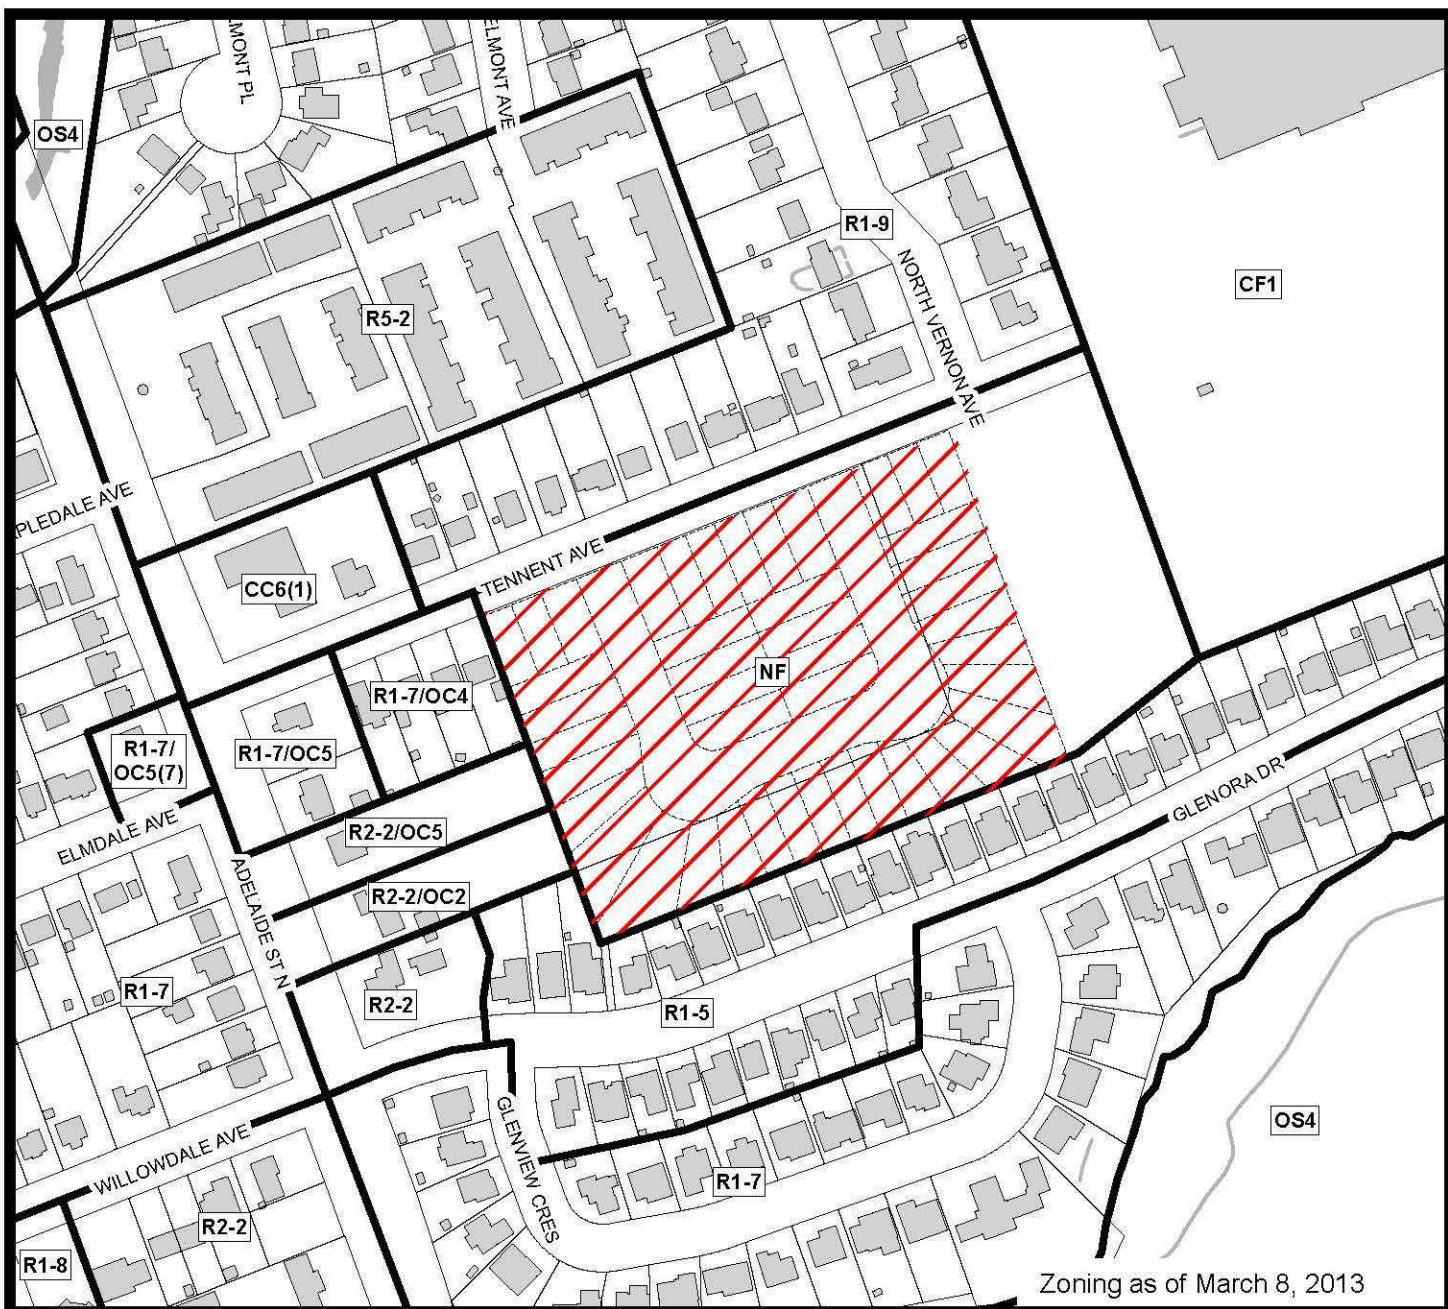 LMONT PL
ELMONT AVE
OS4
R1-9
NORTH VERNON AVE
CF1
R5-2
PLEDALE AVE
TENNENT AVE
CC6(1)
NF
R1-7/OC4
R1-7/
OC5(7)
R1-7/OC5
GLENORA DR
ELMDALE AVE
R2-2/OC5
ADELAIDE ST N
R2-2/OC2
R1-7
R2-2
R1-5
GLENVIEW CRES
OS4
WILLOWDALE AVE
R1-7
R2-2
R1-8
Zoning as of March 8, 2013